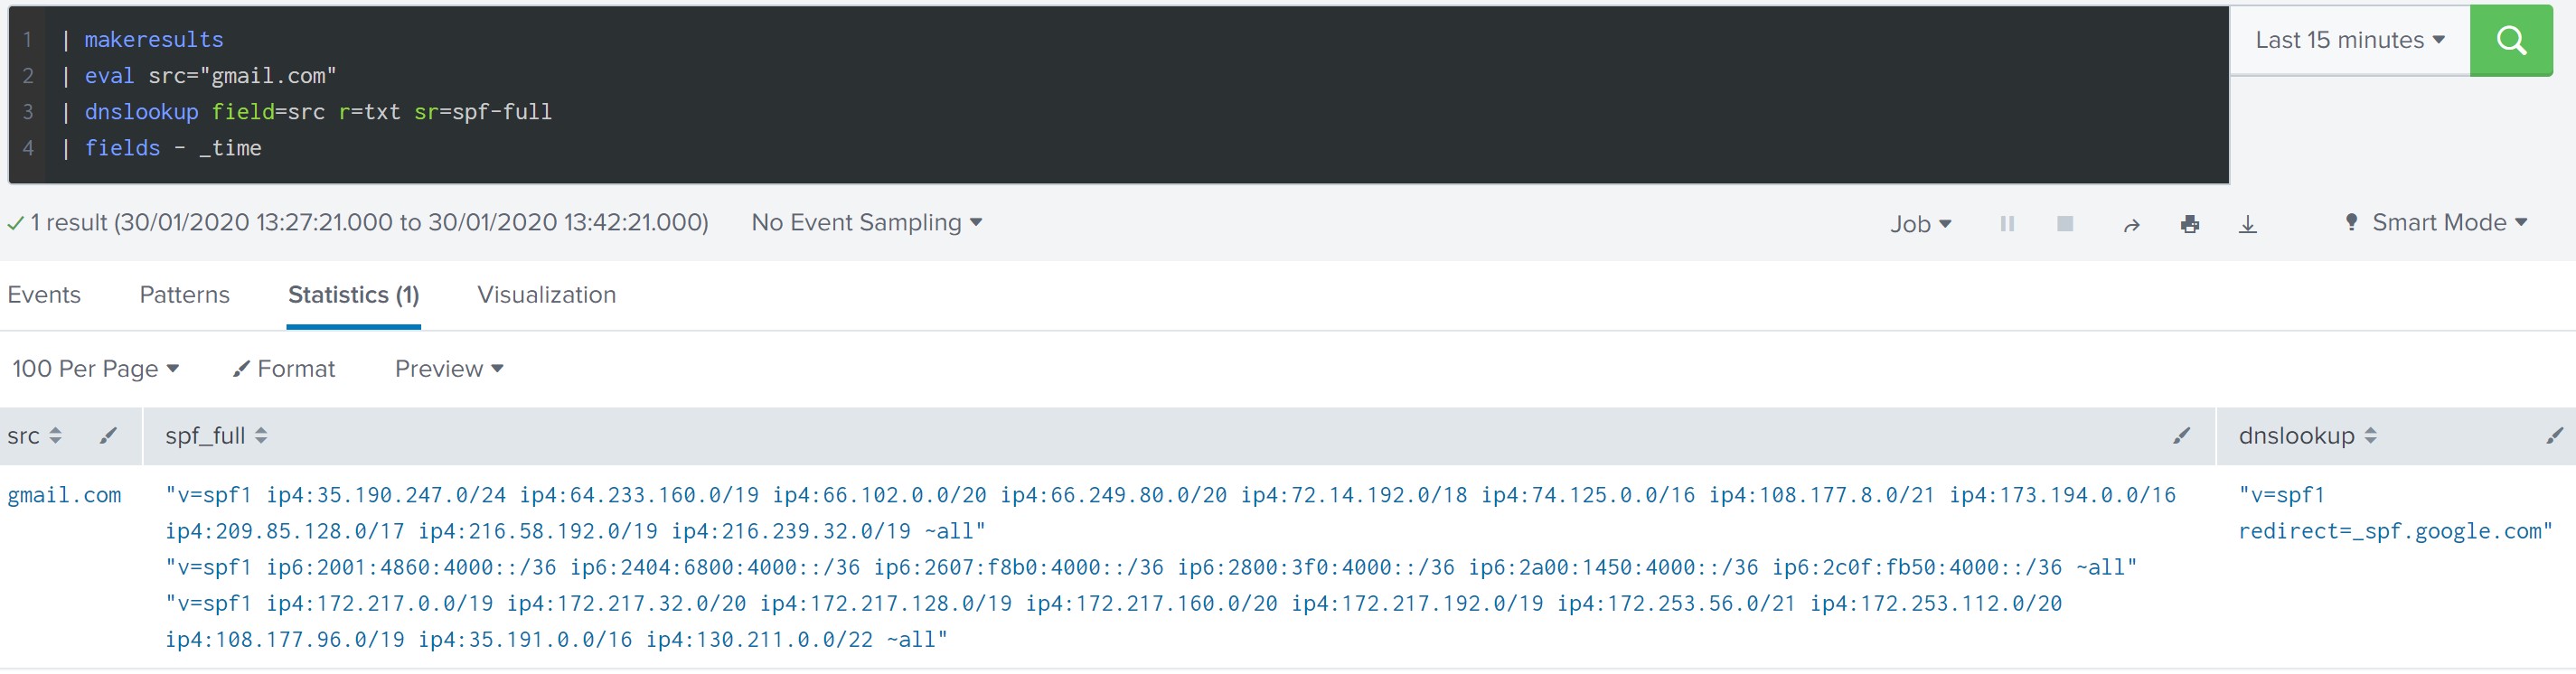 1 | makeresults
2 | eval src="gmail.com"
3 | dnslookup field=src r=txt sr=spf-full
4 | fields - _time
Last 15 minutes
1 result (30/01/2020 13:27:21.000 to 30/01/2020 13:42:21.000) No Event Sampling Job Smart Mode
Events Patterns Statistics (1) Visualization
100 Per Page Format Preview
src spf_full dnslookup
gmail.com "v=spf1 ip4:35.190.247.0/24 ip4:64.233.160.0/19 ip4:66.102.0.0/20 ip4:66.249.80.0/20 ip4:72.14.192.0/18 ip4:74.125.0.0/16 ip4:108.177.8.0/21 ip4:173.194.0.0/16 "v=spf1
ip4:209.85.128.0/17 ip4:216.58.192.0/19 ip4:216.239.32.0/19 ~all" redirect=_spf.google.com"
"v=spf1 ip6:2001:4860:4000::/36 ip6:2404:6800:4000::/36 ip6:2607:f8b0:4000::/36 ip6:2800:3f0:4000::/36 ip6:2a00:1450:4000::/36 ip6:2c0f:fb50:4000::/36 ~all"
"v=spf1 ip4:172.217.0.0/19 ip4:172.217.32.0/20 ip4:172.217.128.0/19 ip4:172.217.160.0/20 ip4:172.217.192.0/19 ip4:172.253.56.0/21 ip4:172.253.112.0/20
ip4:108.177.96.0/19 ip4:35.191.0.0/16 ip4:130.211.0.0/22 ~all"